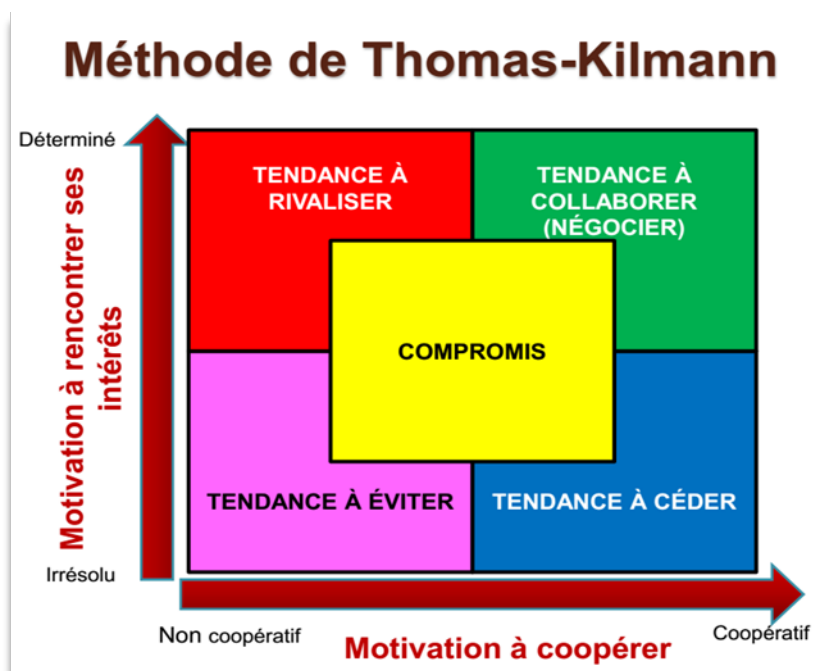 Méthode de Thomas-Kilmann
Déterminé
Motivation à rencontrer ses
intérêts
Irrésolu
TENDANCE À
RIVALISER
TENDANCE À
COLLABORER
(NÉGOCIER)
COMPROMIS
TENDANCE À ÉVITER
TENDANCE À CÉDER
Non coopératif
Motivation à coopérer
Coopératif